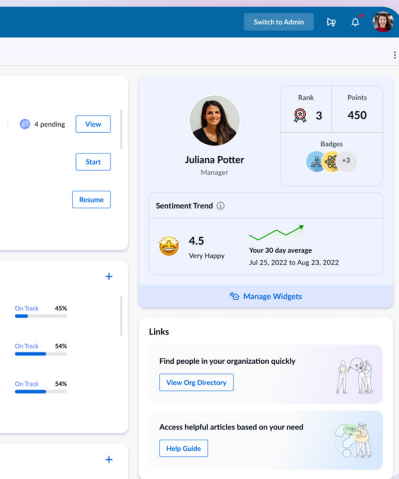 Switch to Admin
4 pending
View
Start
Resume
On Track 45%
On Track 54%
On Track 54%
Juliana Potter
Manager
Rank
3
Points
450
Badges
+3
Sentiment Trend
4.5
Very Happy
Your 30 day average
Jul 25, 2022 to Aug 23, 2022
Manage Widgets
Links
Find people in your organization quickly
View Org Directory
Access helpful articles based on your need
Help Guide